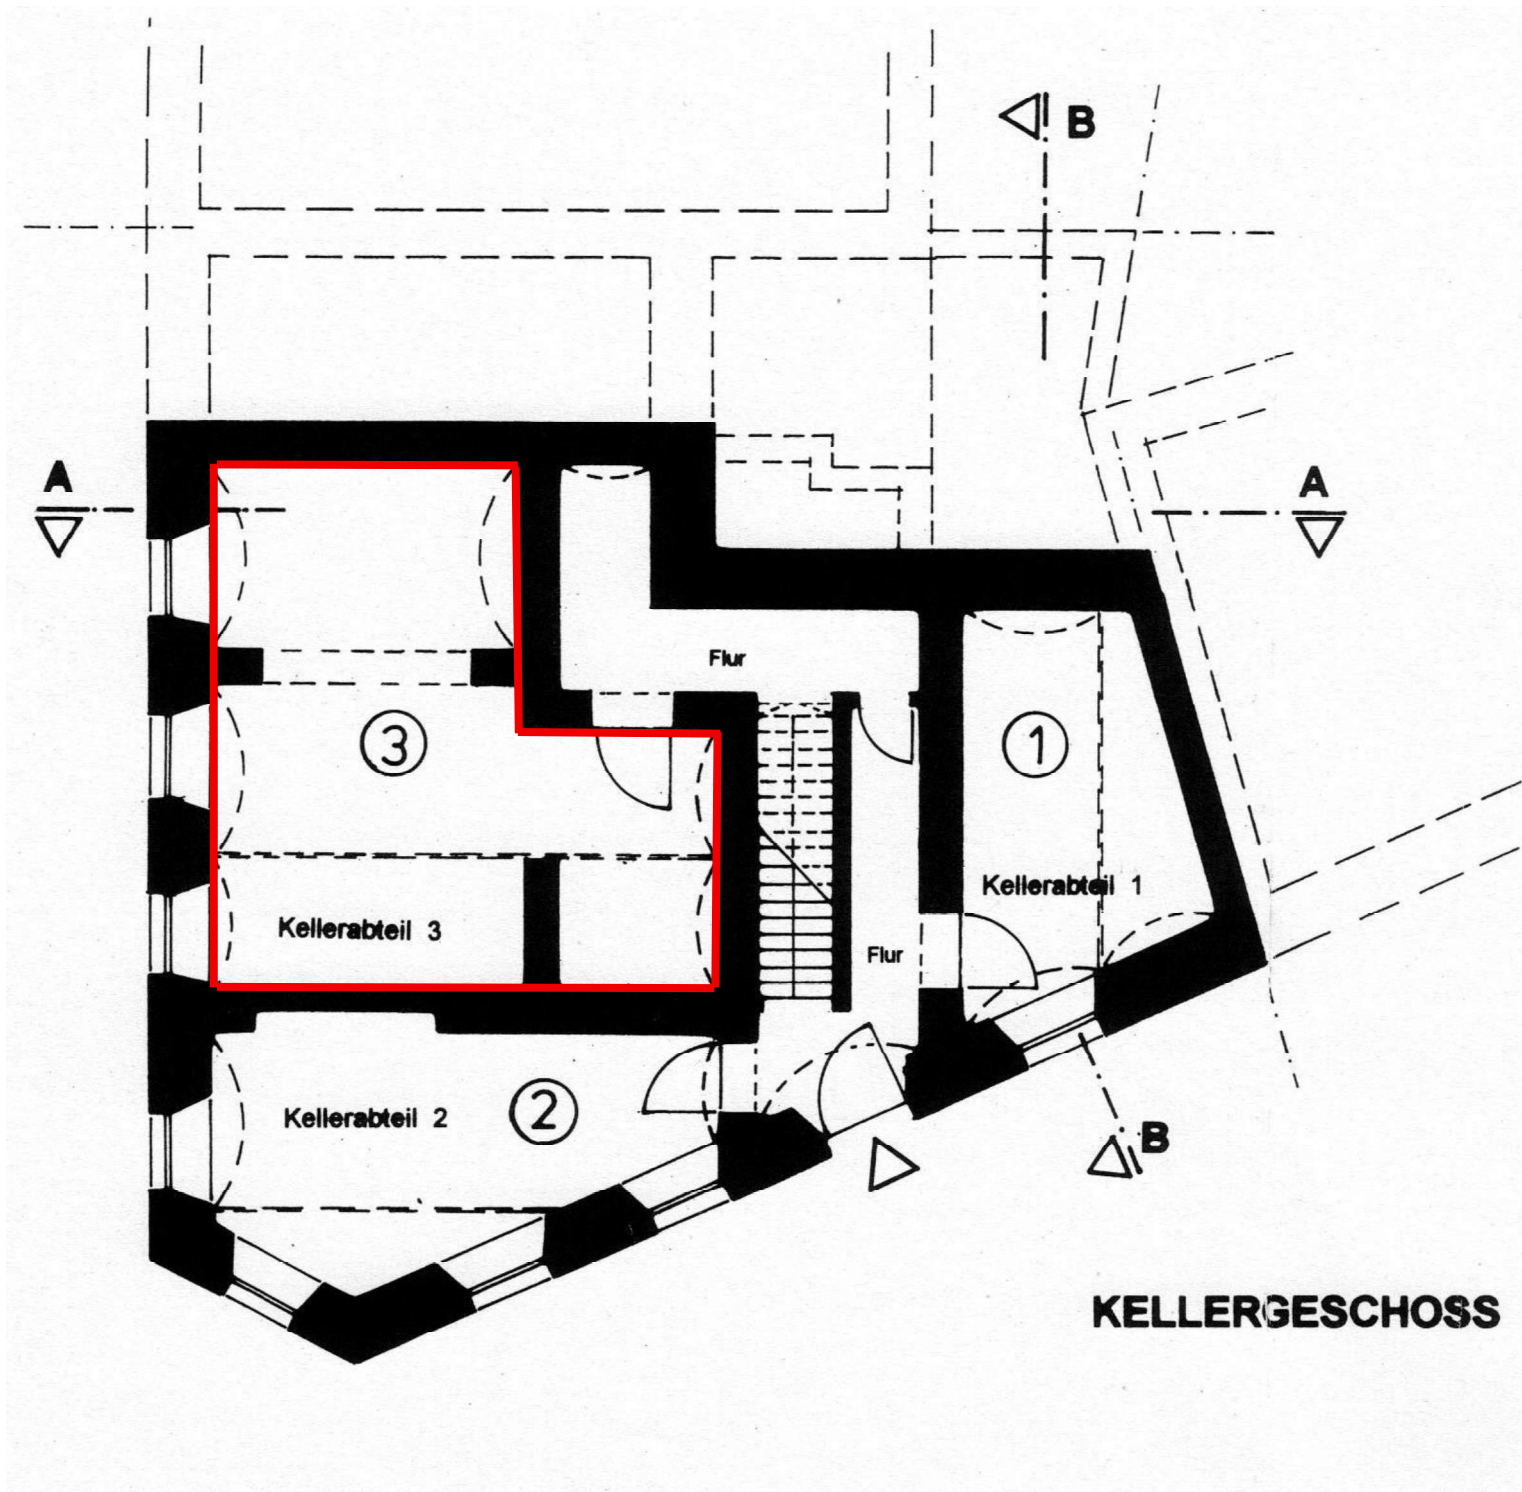 B
A
A
Flur
3
1
Kellerabteil 1
Kellerabteil 3
Flur
Kellerabteil 2
2
B
KELLERGESCHOSS